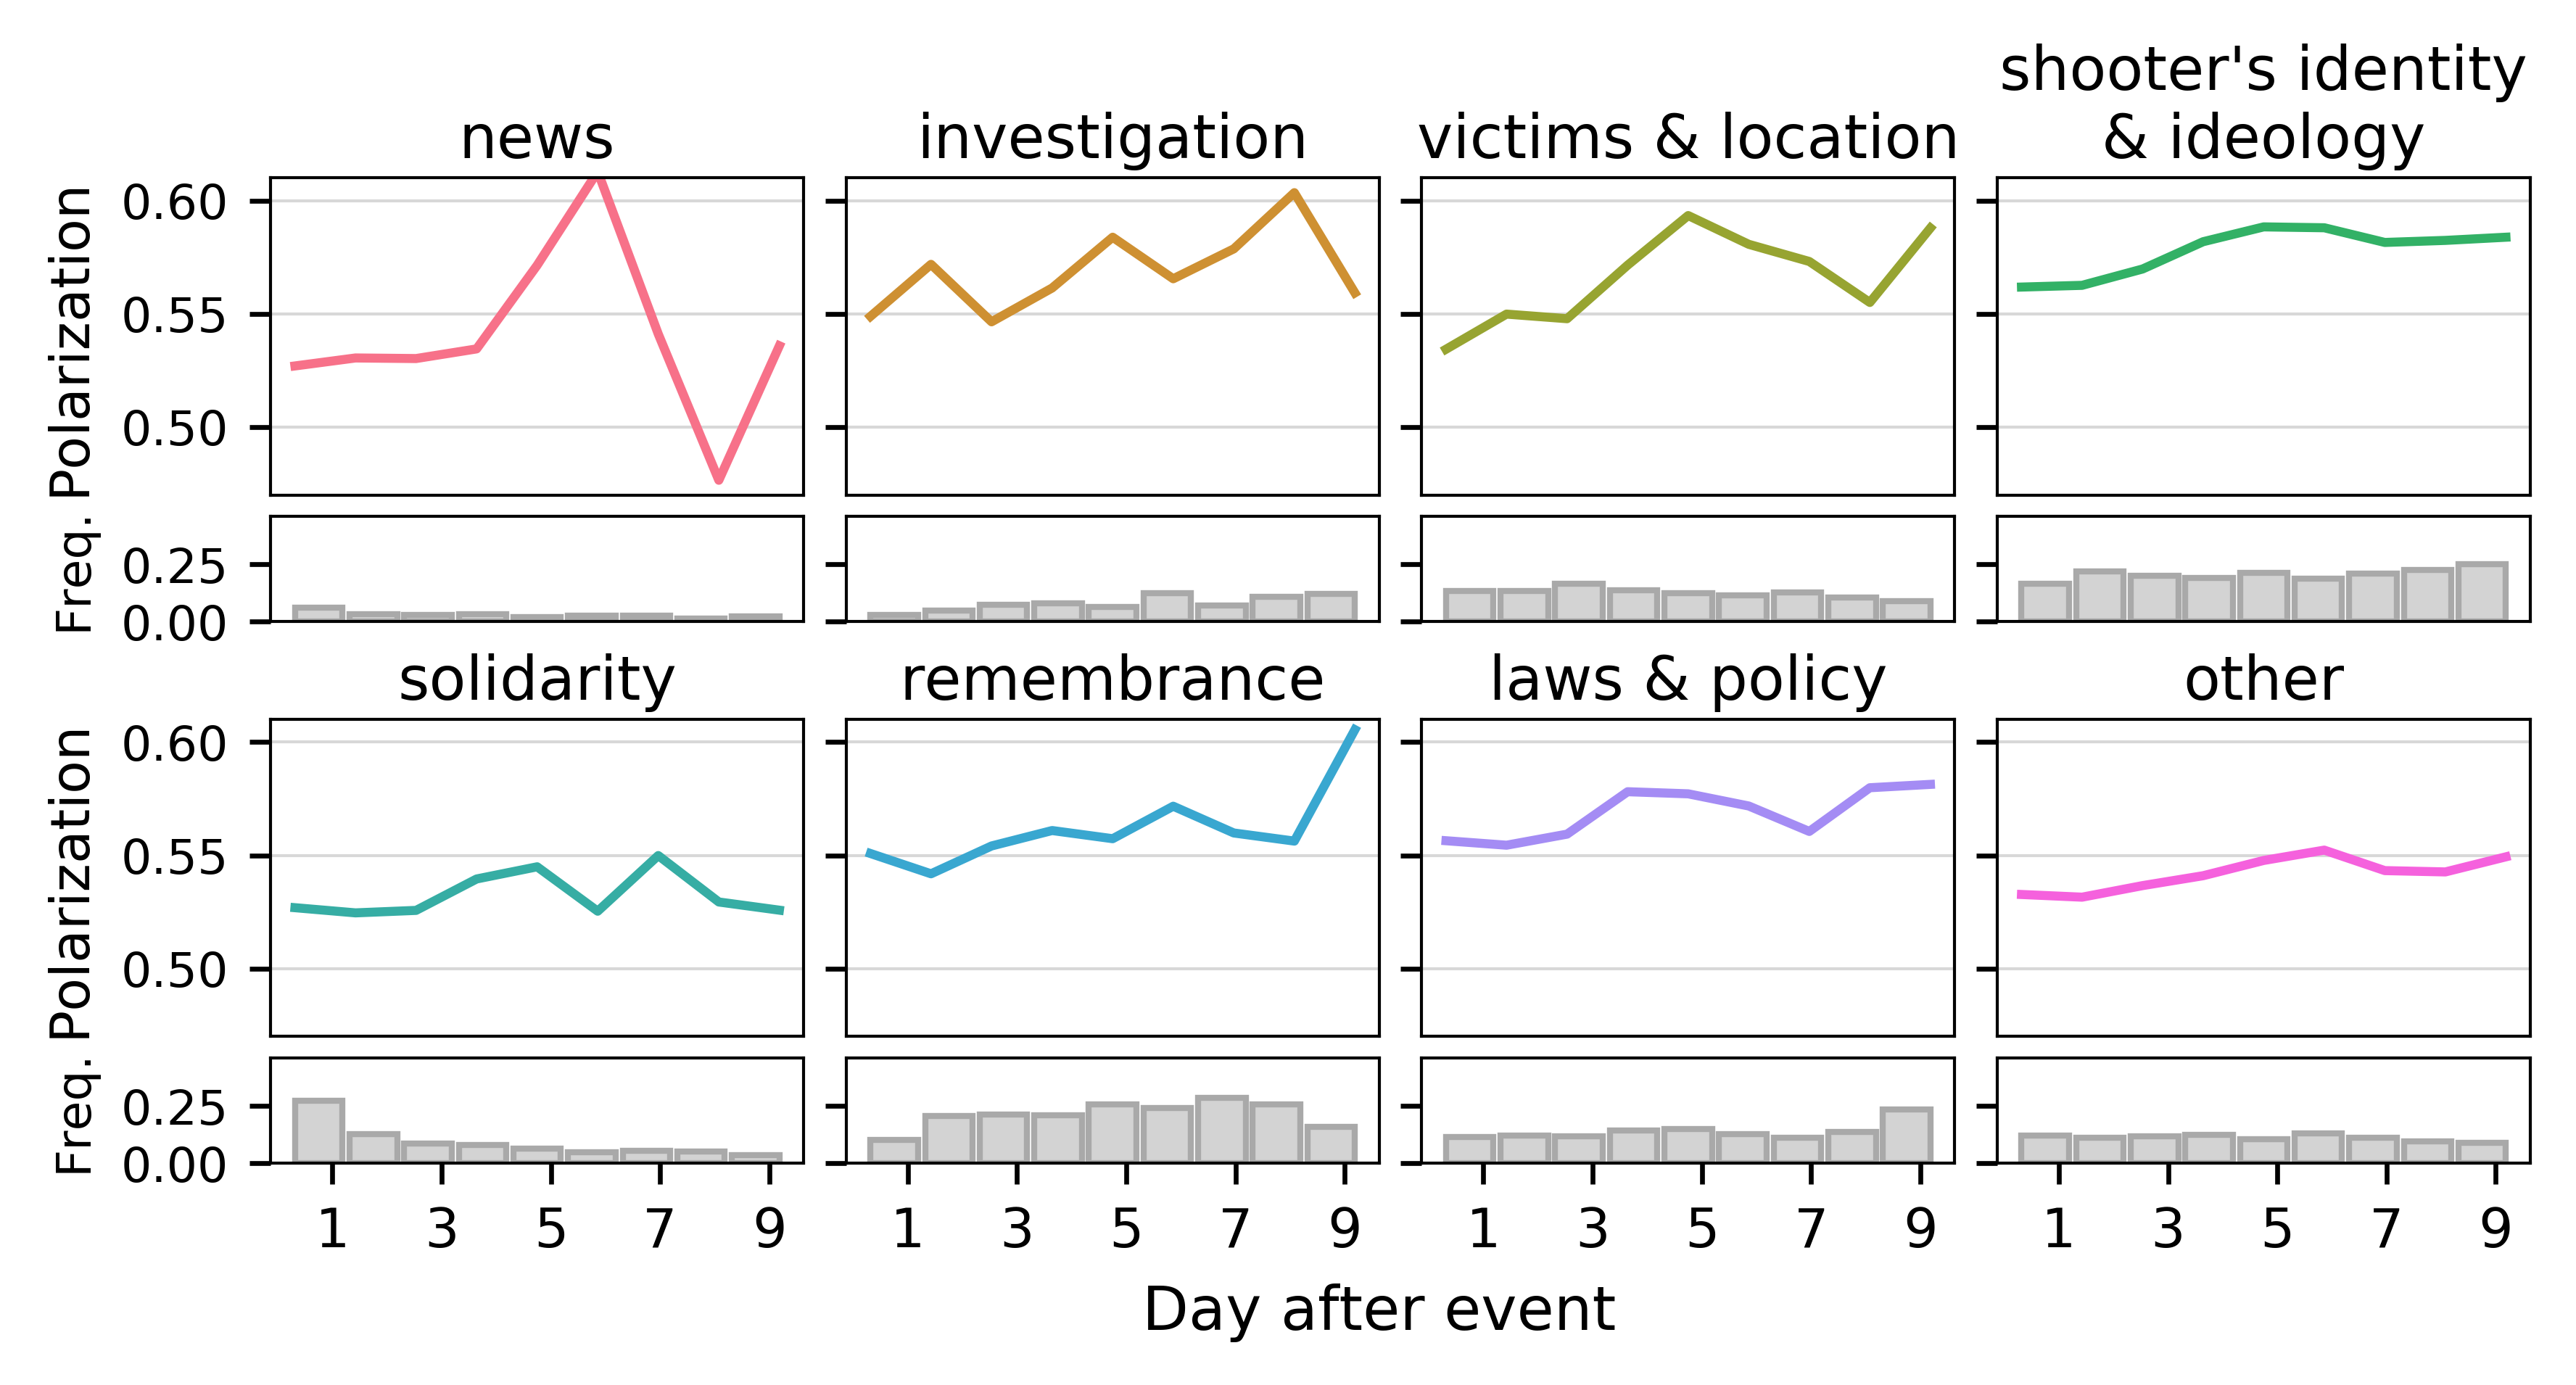 shooter's identity
& ideology
news
investigation
victims & location
Polarization
0.60
0.55
0.50
Freq.
0.25
0.00
solidarity
remembrance
laws & policy
other
Polarization
0.60
0.55
0.50
Freq.
0.25
0.00
1 3 5 7 9
1 3 5 7 9
1 3 5 7 9
1 3 5 7 9
Day after event